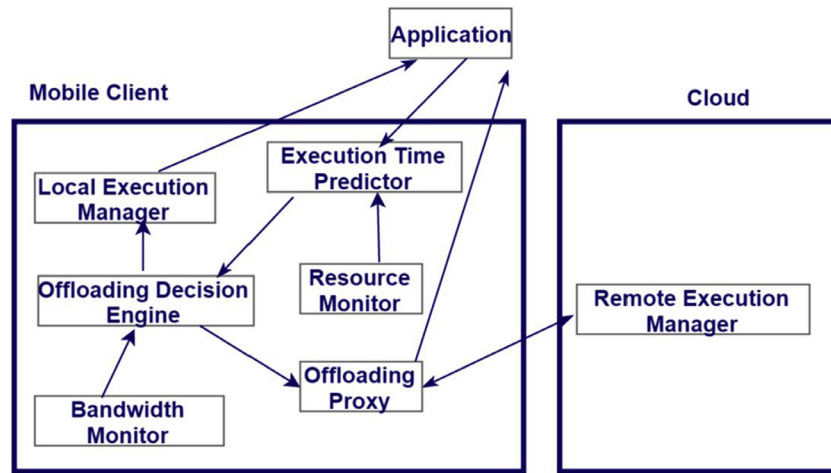 Application
Mobile Client
Cloud
Execution Time
Predictor
Local Execution
Manager
Resource
Monitor
Offloading Decision
Engine
Remote Execution
Manager
Offloading
Proxy
Bandwidth
Monitor